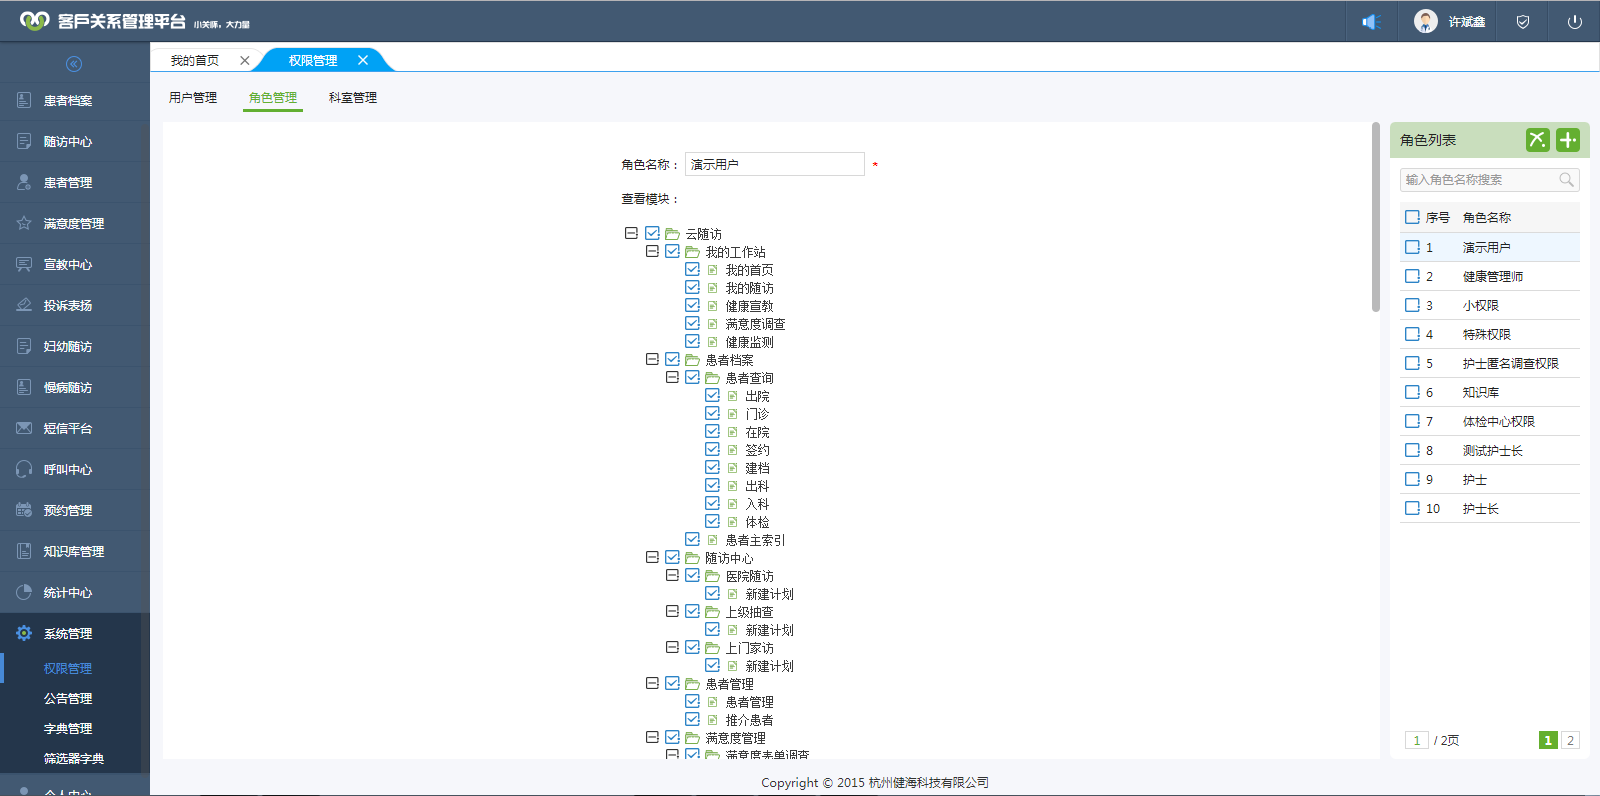 客戶关系管理平台 小关怀，大力量
许斌鑫
我的首页
权限管理
用户管理
角色管理
科室管理
患者档案
随访中心
患者管理
满意度管理
宣教中心
投诉表扬
妇幼随访
慢病随访
短信平台
呼叫中心
预约管理
知识库管理
统计中心
系统管理
权限管理
公告管理
字典管理
筛选器字典
个人中心
角色名称： 演示用户 *
查看模块：
云随访
我的工作站
我的首页
我的随访
健康宣教
满意度调查
健康监测
患者档案
患者查询
出院
门诊
在院
签约
建档
出科
入科
体检
患者主索引
随访中心
医院随访
新建计划
上级抽查
新建计划
上门家访
新建计划
患者管理
患者管理
推介患者
满意度管理
满意度表单调查
角色列表
输入角色名称搜索
序号 角色名称
1 演示用户
2 健康管理师
3 小权限
4 特殊权限
5 护士匿名调查权限
6 知识库
7 体检中心权限
8 测试护士长
9 护士
10 护士长
1 / 2页 1 2
Copyright © 2015 杭州健海科技有限公司